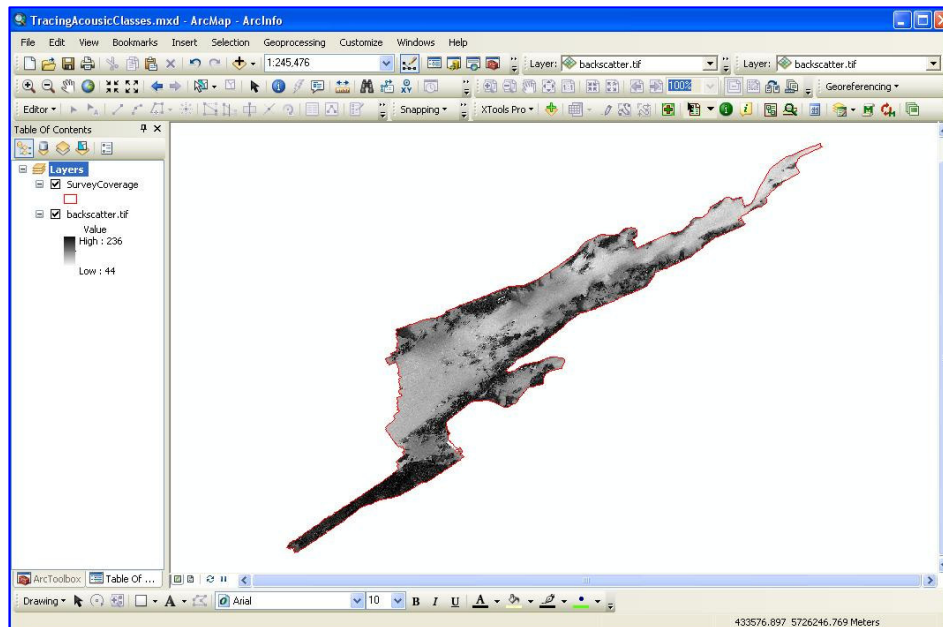 TracingAcousicClasses.mxd - ArcMap - ArcInfo
File Edit View Bookmarks Insert Selection Geoprocessing Customize Windows Help
1:245,476 Layer: backscatter.tif Layer: backscatter.tif
100% Georeferencing
Editor Snapping XTools Pro
Table Of Contents
Layers
SurveyCoverage
backscatter.tif
Value
High : 236
Low : 44
ArcToolbox Table Of ...
Drawing A Arial 10 B I U A
433576.897 5726246.769 Meters